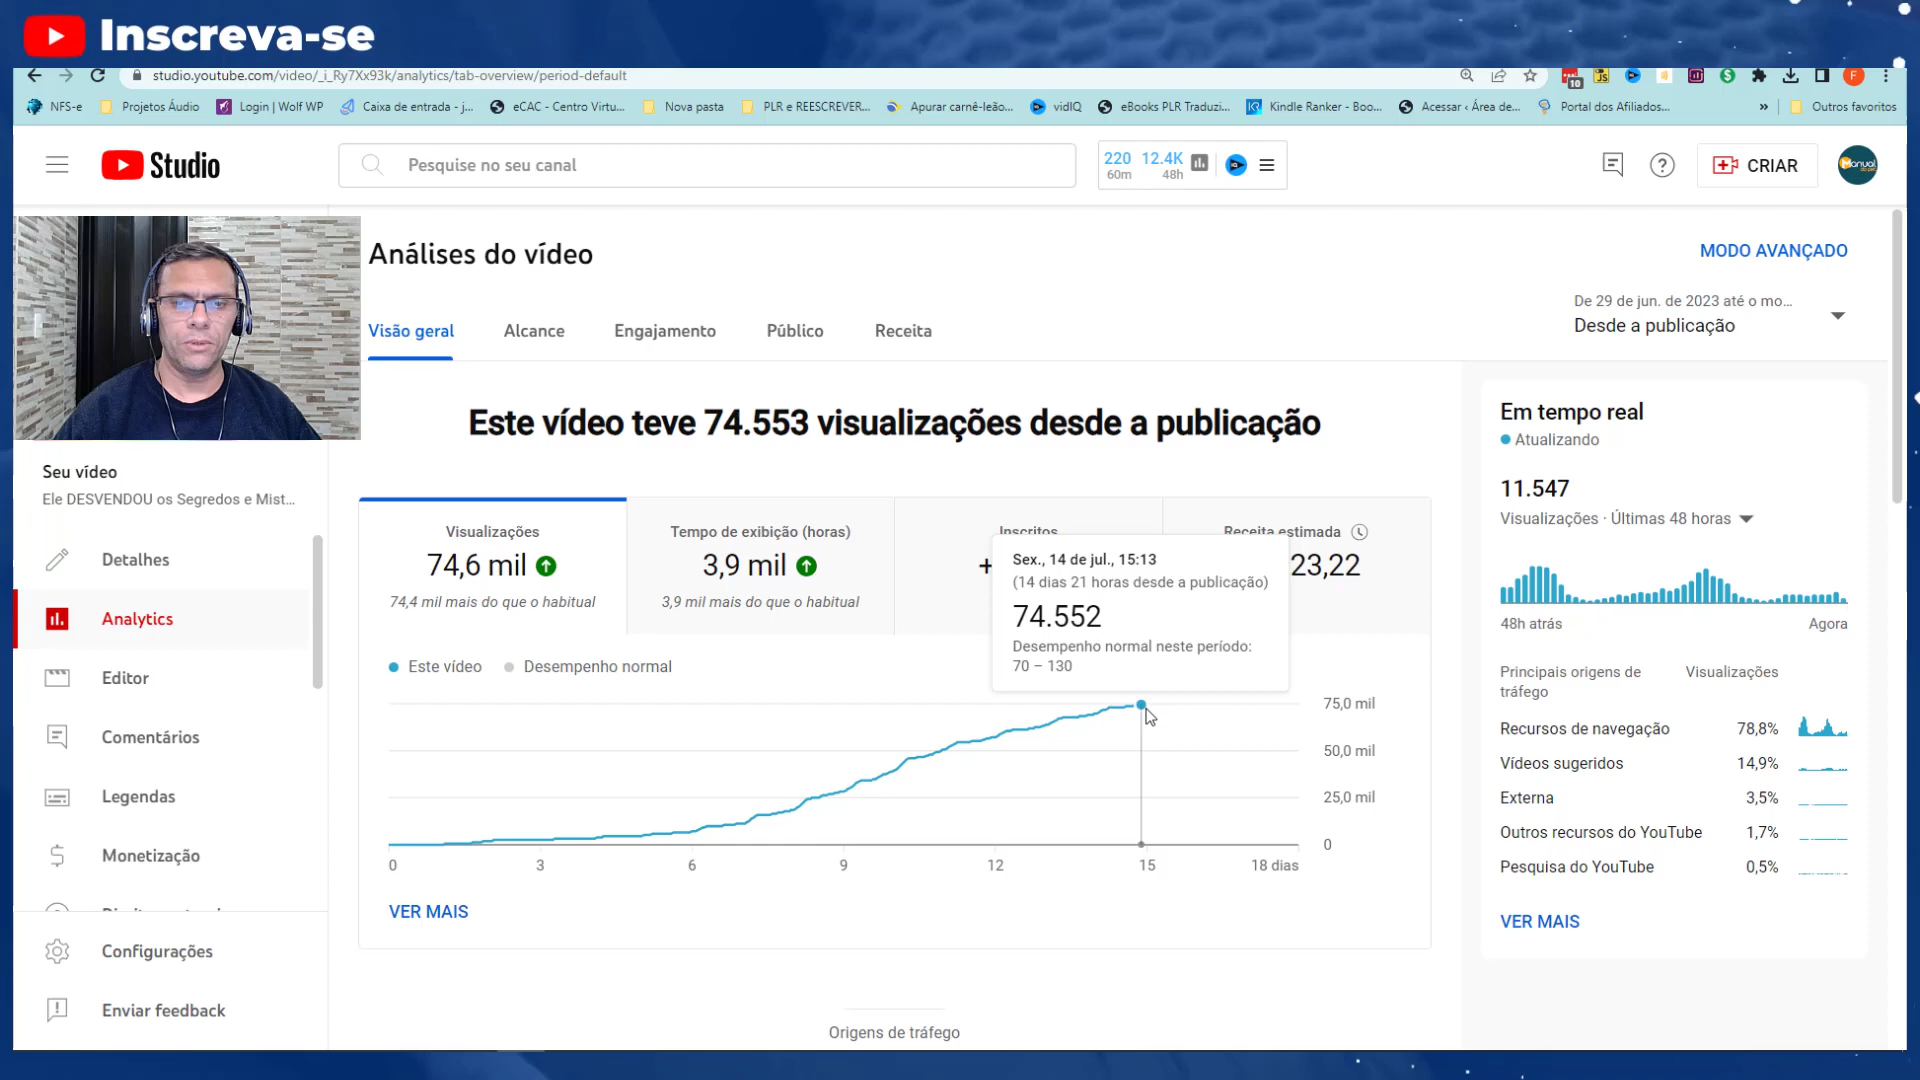 Inscreva-se
studio.youtube.com/video/_i_Ry7Xx93k/analytics/tab-overview/period-default
10
JS
$
F
NFS-e
Projetos Áudio
Login | Wolf WP
Caixa de entrada - j...
eCAC - Centro Virtu...
Nova pasta
PLR e REESCREVER...
Apurar carnê-leão...
vidIQ
eBooks PLR Traduzi...
Kindle Ranker - Boo...
Acessar ‹ Área de...
Portal dos Afiliados...
»
Outros favoritos
Studio
Pesquise no seu canal
220 12.4K
60m 48h
CRIAR
Manual
Análises do vídeo
MODO AVANÇADO
De 29 de jun. de 2023 até o mo...
Desde a publicação
Visão geral
Alcance
Engajamento
Público
Receita
Este vídeo teve 74.553 visualizações desde a publicação
Seu vídeo
Ele DESVENDOU os Segredos e Mist...
Detalhes
Analytics
Editor
Comentários
Legendas
Monetização
Configurações
Enviar feedback
Visualizações
74,6 mil
74,4 mil mais do que o habitual
Tempo de exibição (horas)
3,9 mil
3,9 mil mais do que o habitual
Inscritos
+
Receita estimada
23,22
Sex., 14 de jul., 15:13
(14 dias 21 horas desde a publicação)
74.552
Desempenho normal neste período:
70 – 130
Este vídeo
Desempenho normal
75,0 mil
50,0 mil
25,0 mil
0
0 3 6 9 12 15 18 dias
VER MAIS
Origens de tráfego
Em tempo real
Atualizando
11.547
Visualizações · Últimas 48 horas
48h atrás
Agora
Principais origens de
tráfego
Visualizações
Recursos de navegação 78,8%
Vídeos sugeridos 14,9%
Externa 3,5%
Outros recursos do YouTube 1,7%
Pesquisa do YouTube 0,5%
VER MAIS